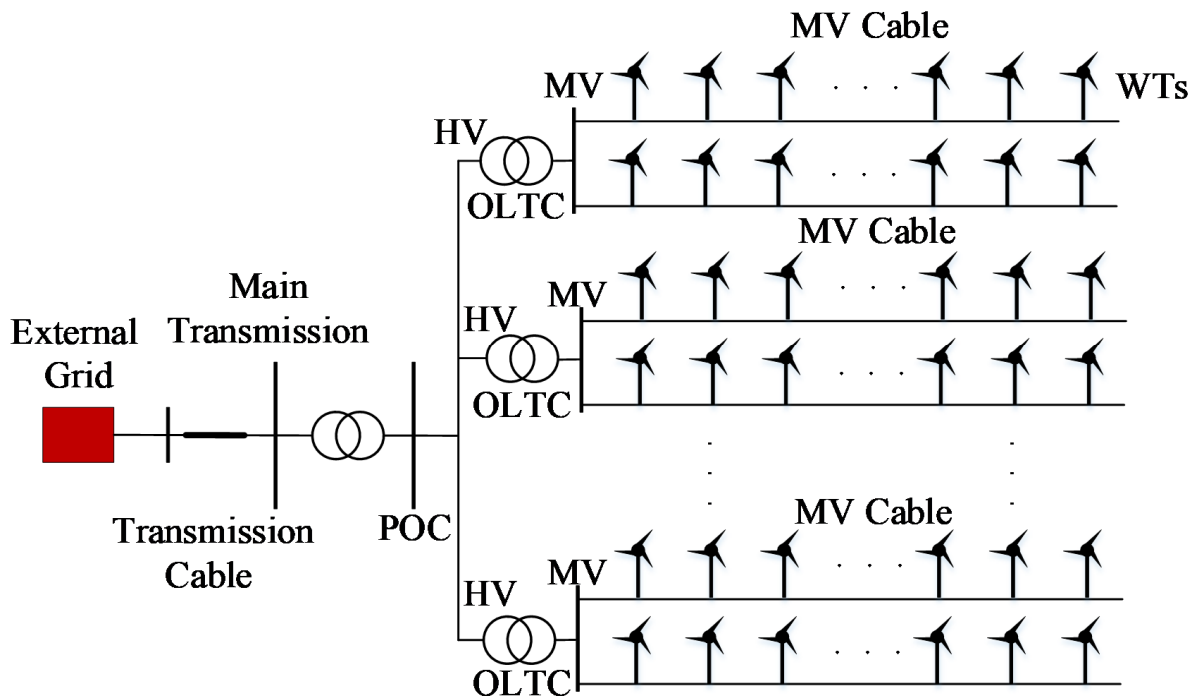 MV Cable
MV
WTs
HV
OLTC
MV Cable
Main
Transmission
MV
External
Grid
HV
OLTC
MV Cable
POC
Transmission
Cable
MV
HV
OLTC